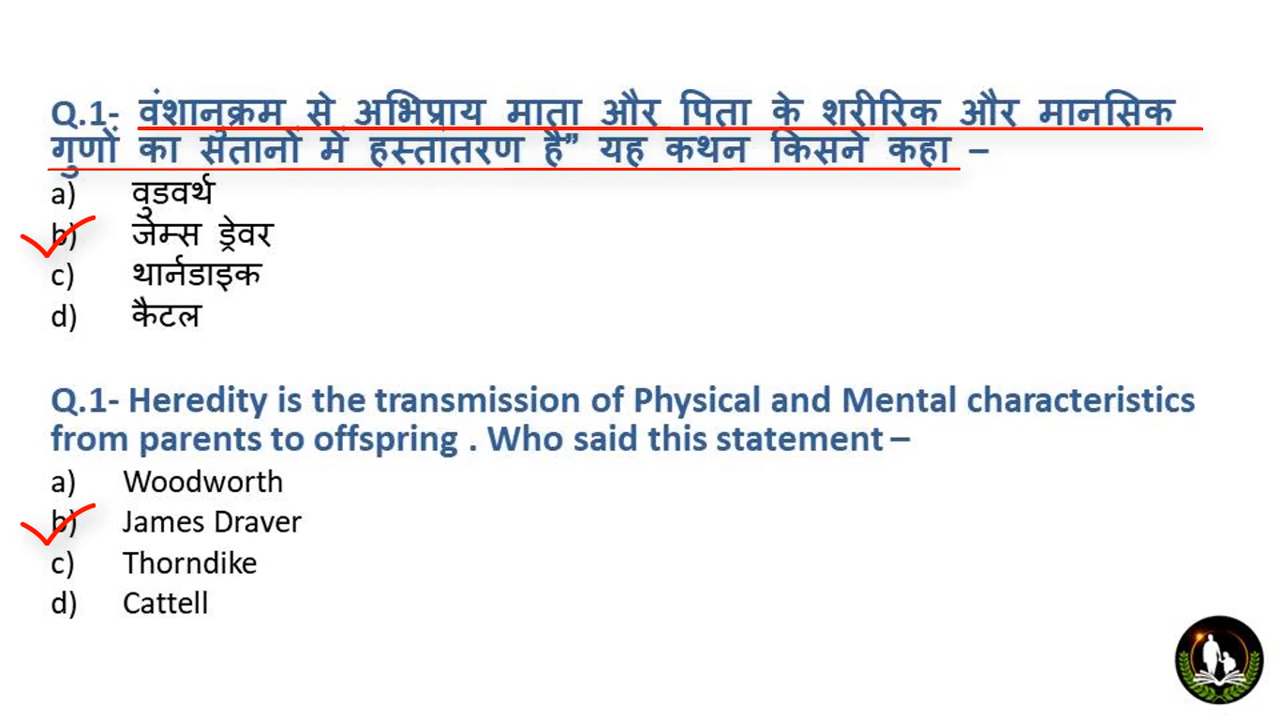 Q.1- वंशानुक्रम से अभिप्राय माता और पिता के शरीरिक और मानसिक
गुणों का संतानों में हस्तांतरण है” यह कथन किसने कहा –
a) वुडवर्थ
b) जेम्स ड्रेवर
c) थार्नडाइक
d) कैटल
Q.1- Heredity is the transmission of Physical and Mental characteristics
from parents to offspring . Who said this statement –
a) Woodworth
b) James Draver
c) Thorndike
d) Cattell